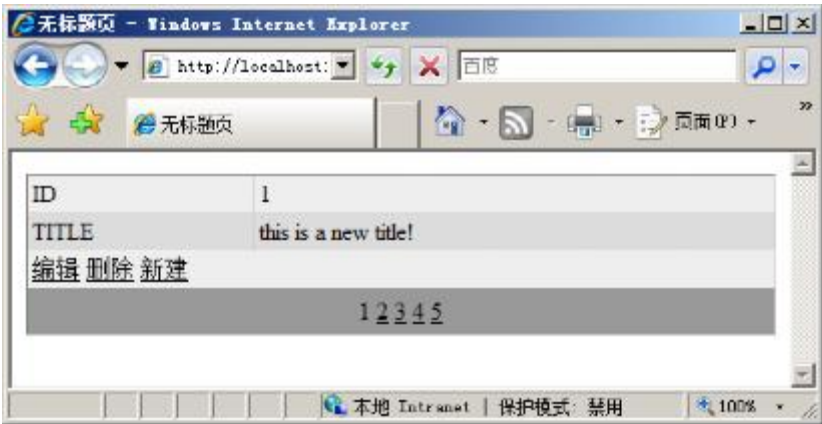 无标题页 - Windows Internet Explorer
http://localhost:
百度
无标题页
页面(P)
ID 1
TITLE this is a new title!
编辑 删除 新建
1 2 3 4 5
本地 Intranet | 保护模式: 禁用 100%